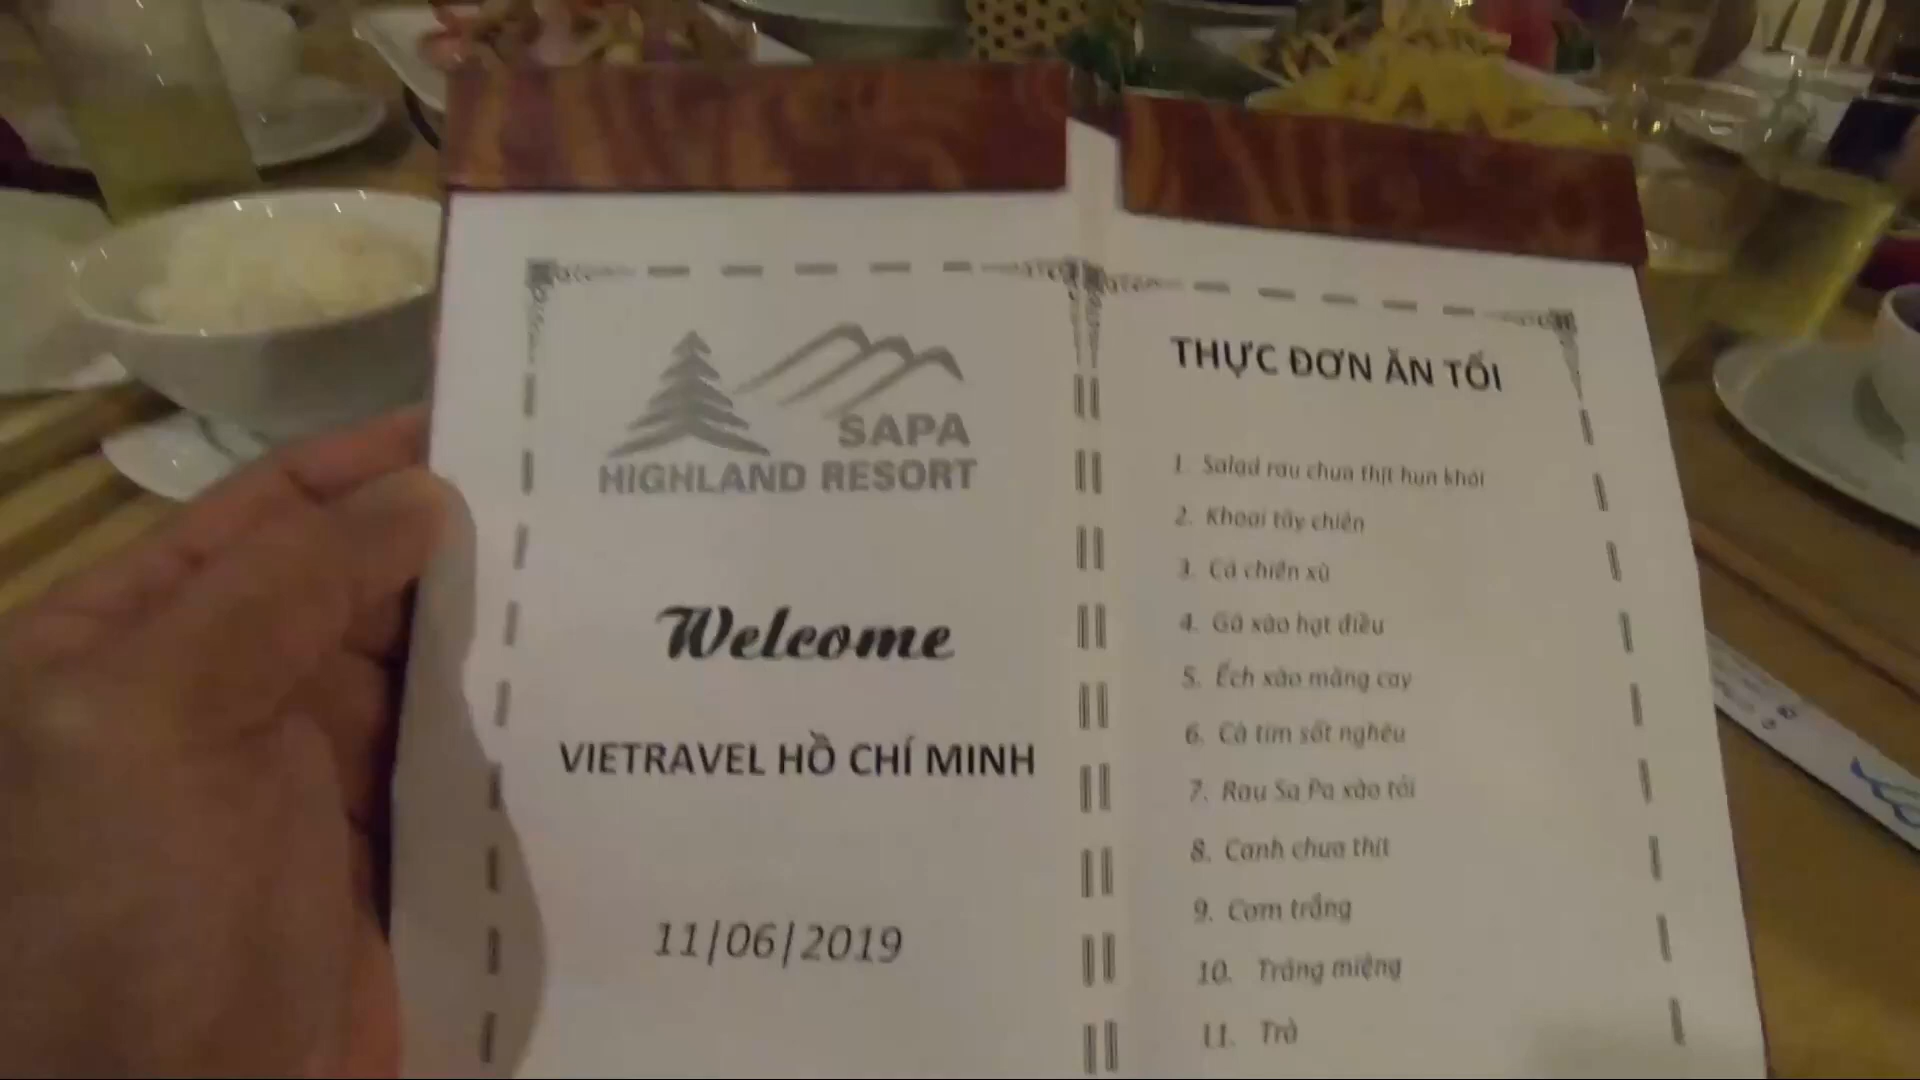 SAPA
HIGHLAND RESORT
Welcome
VIETRAVEL HỒ CHÍ MINH
11/06/2019
THỰC ĐƠN ĂN TỐI
1. Salad rau chua thịt hun khói
2. Khoai tây chiên
3. Cá chiên xù
4. Gà xào hạt điều
5. Ếch xào măng cay
6. Cà tím sốt nghêu
7. Rau Sa Pa xào tỏi
8. Canh chua thịt
9. Cơm trắng
10. Tráng miệng
11. Trà